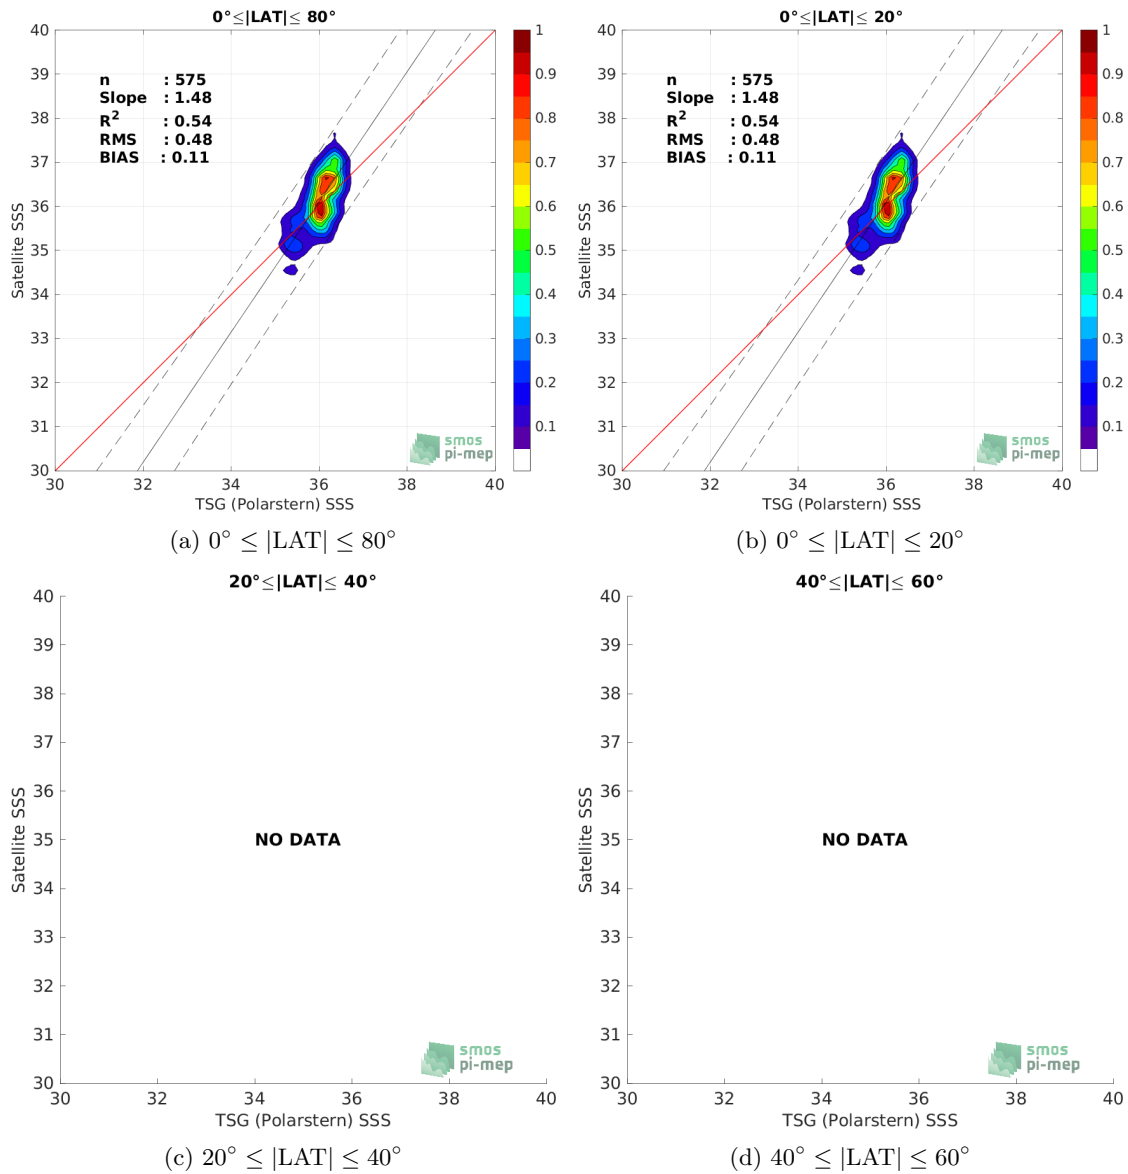 0°≤|LAT|≤ 80°
40
39
38
37
36
35
34
33
32
31
30
Satellite SSS
n : 575
Slope : 1.48
R² : 0.54
RMS : 0.48
BIAS : 0.11
smos
pi-mep
30 32 34 36 38 40
TSG (Polarstern) SSS
1
0.9
0.8
0.7
0.6
0.5
0.4
0.3
0.2
0.1
(a) 0° ≤ |LAT| ≤ 80°
0°≤|LAT|≤ 20°
40
39
38
37
36
35
34
33
32
31
30
Satellite SSS
n : 575
Slope : 1.48
R² : 0.54
RMS : 0.48
BIAS : 0.11
smos
pi-mep
30 32 34 36 38 40
TSG (Polarstern) SSS
1
0.9
0.8
0.7
0.6
0.5
0.4
0.3
0.2
0.1
(b) 0° ≤ |LAT| ≤ 20°
20°≤|LAT|≤ 40°
40
39
38
37
36
35
34
33
32
31
30
Satellite SSS
NO DATA
smos
pi-mep
30 32 34 36 38 40
TSG (Polarstern) SSS
(c) 20° ≤ |LAT| ≤ 40°
40°≤|LAT|≤ 60°
40
39
38
37
36
35
34
33
32
31
30
Satellite SSS
NO DATA
smos
pi-mep
30 32 34 36 38 40
TSG (Polarstern) SSS
(d) 40° ≤ |LAT| ≤ 60°